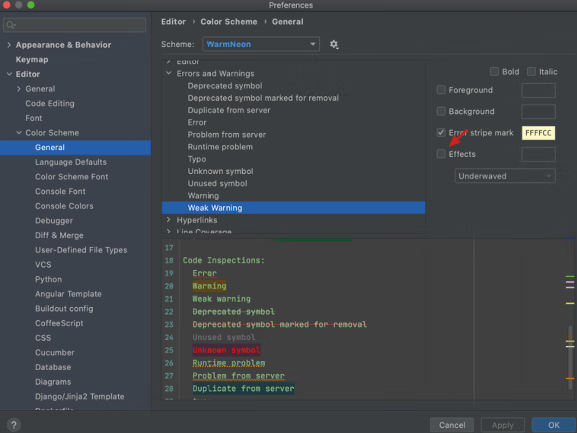 Preferences
Editor › Color Scheme › General
Scheme: WarmNeon
Appearance & Behavior
Keymap
Editor
General
Code Editing
Font
Color Scheme
General
Language Defaults
Color Scheme Font
Console Font
Console Colors
Debugger
Diff & Merge
User-Defined File Types
VCS
Python
Angular Template
Buildout config
CoffeeScript
CSS
Cucumber
Database
Diagrams
Django/Jinja2 Template
Dockerfile
Editor
Errors and Warnings
Deprecated symbol
Deprecated symbol marked for removal
Duplicate from server
Error
Problem from server
Runtime problem
Typo
Unknown symbol
Unused symbol
Warning
Weak Warning
Hyperlinks
Line Coverage
Bold Italic
Foreground
Background
Error stripe mark FFFFCC
Effects
Underwaved
17
18 Code Inspections:
19 Error
20 Warning
21 Weak warning
22 Deprecated symbol
23 Deprecated symbol marked for removal
24 Unused symbol
25 Unknown symbol
26 Runtime problem
27 Problem from server
28 Duplicate from server
? Cancel Apply OK